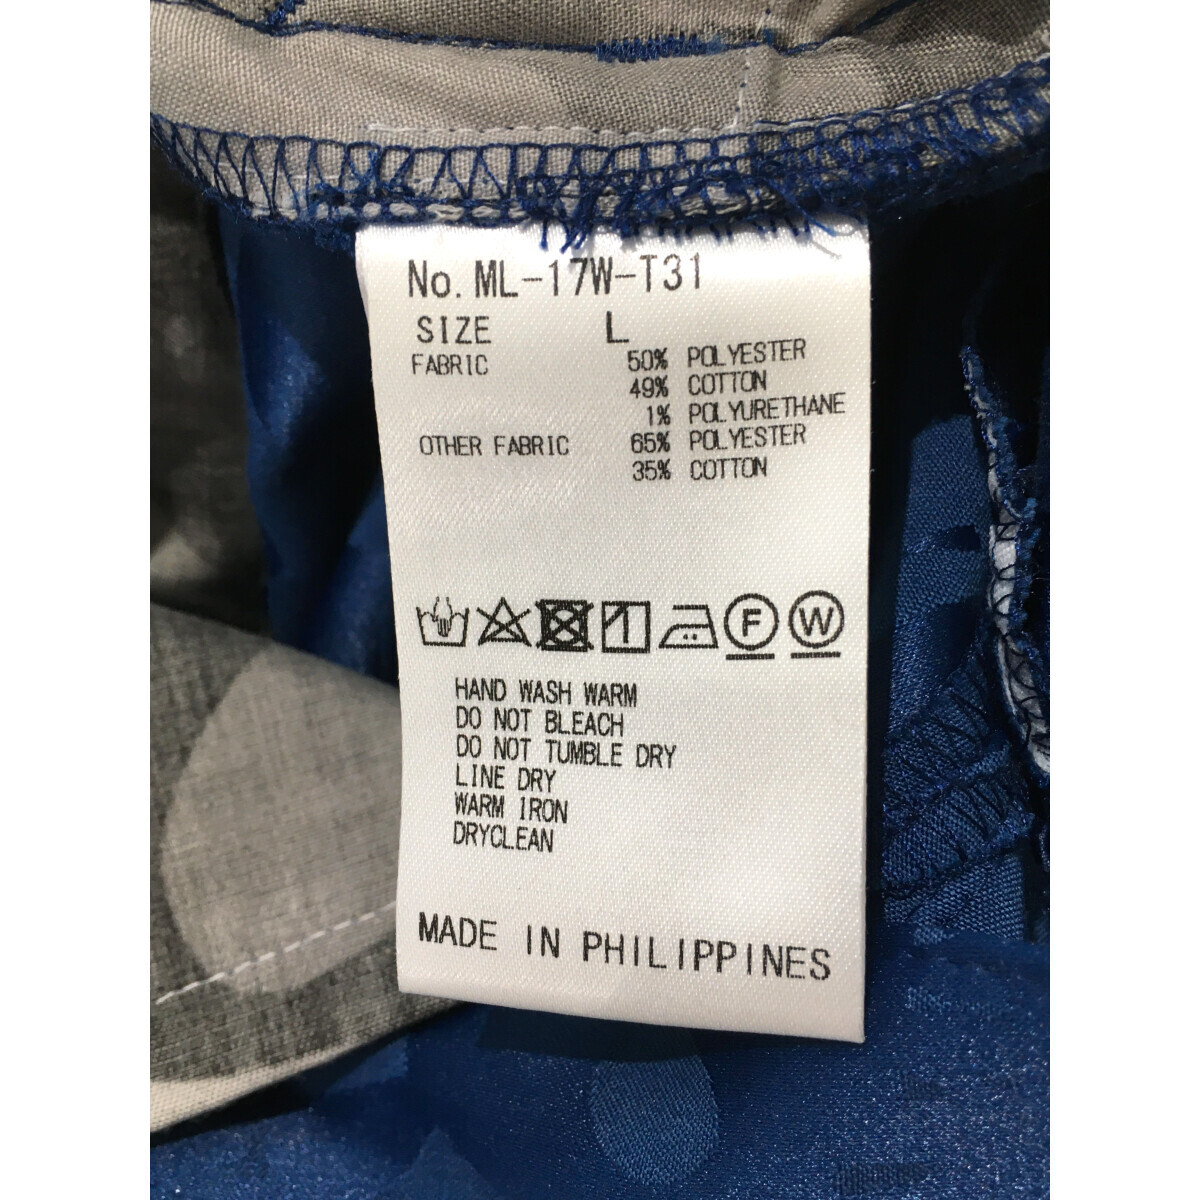 No. ML-17W-T31
SIZE L
FABRIC 50% POLYESTER
49% COTTON
1% POLYURETHANE
OTHER FABRIC 65% POLYESTER
35% COTTON
F W
HAND WASH WARM
DO NOT BLEACH
DO NOT TUMBLE DRY
LINE DRY
WARM IRON
DRYCLEAN
MADE IN PHILIPPINES